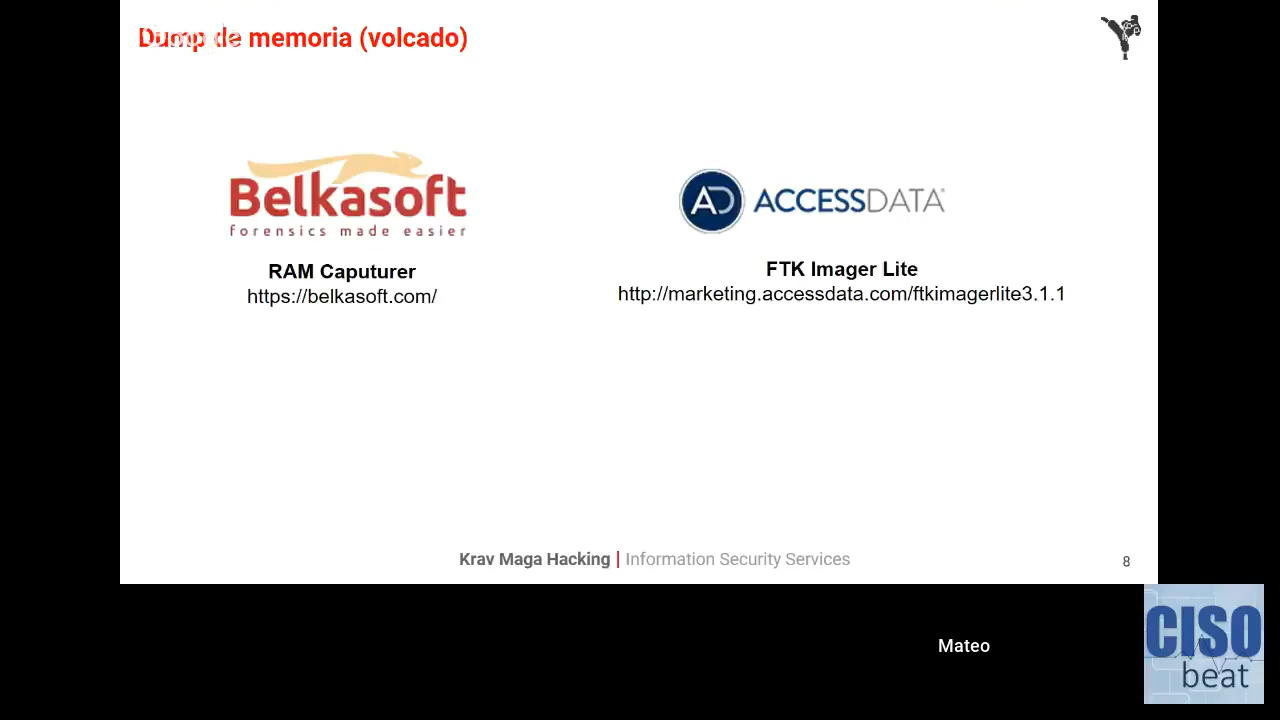 Dump de memoria (volcado)
Belkasoft
forensics made easier
RAM Caputurer
https://belkasoft.com/
AD ACCESSDATA
FTK Imager Lite
http://marketing.accessdata.com/ftkimagerlite3.1.1
Krav Maga Hacking | Information Security Services
8
Mateo
CISO
beat